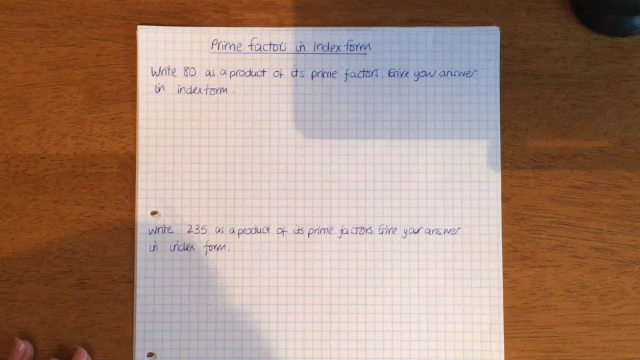 Prime factors in Index form
Write 80 as a product of its prime factors Give your answer
in index form.
Write 235 as a product of its prime factors Give your answer
in index form.